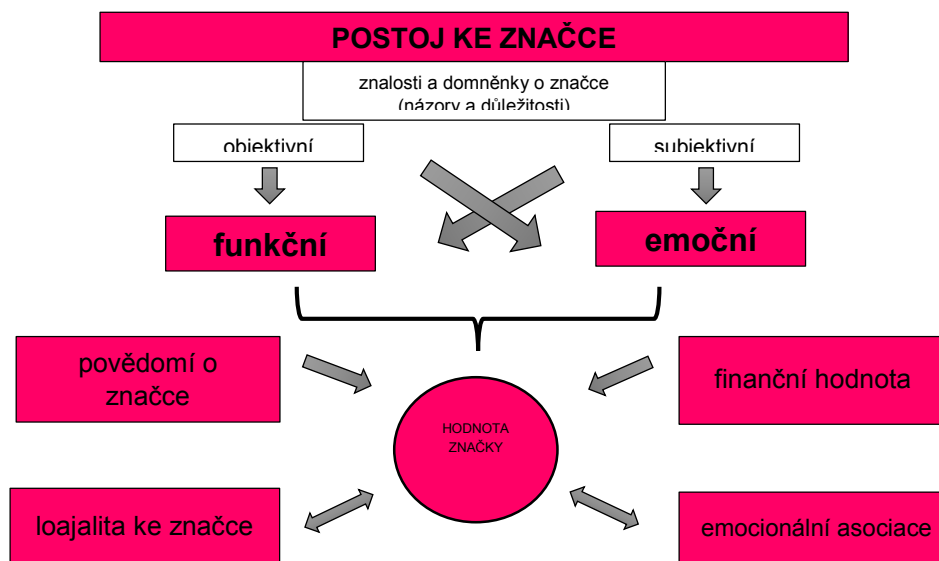 POSTOJ KE ZNAČCE
znalosti a domněnky o značce
(názory a důležitosti)
objektivní
subjektivní
funkční
emoční
povědomí o
značce
finanční hodnota
HODNOTA
ZNAČKY
loajalita ke značce
emocionální asociace